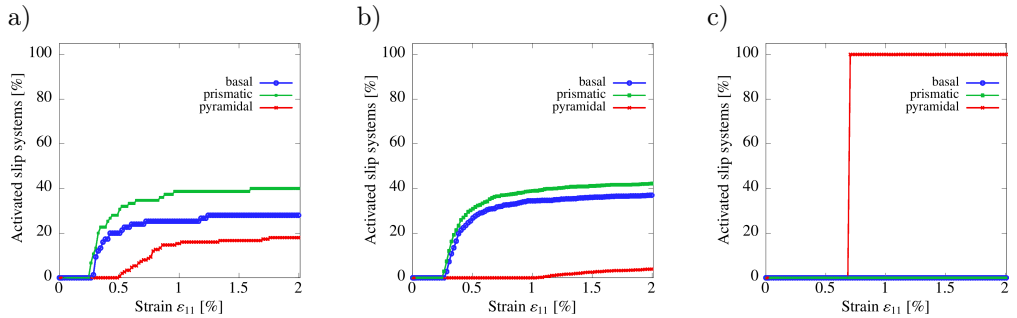 a)
100
80
60
40
20
0
Activated slip systems [%]
basal
prismatic
pyramidal
0 0.5 1 1.5 2
Strain ε11 [%]
b)
100
80
60
40
20
0
Activated slip systems [%]
basal
prismatic
pyramidal
0 0.5 1 1.5 2
Strain ε11 [%]
c)
100
80
60
40
20
0
Activated slip systems [%]
basal
prismatic
pyramidal
0 0.5 1 1.5 2
Strain ε11 [%]